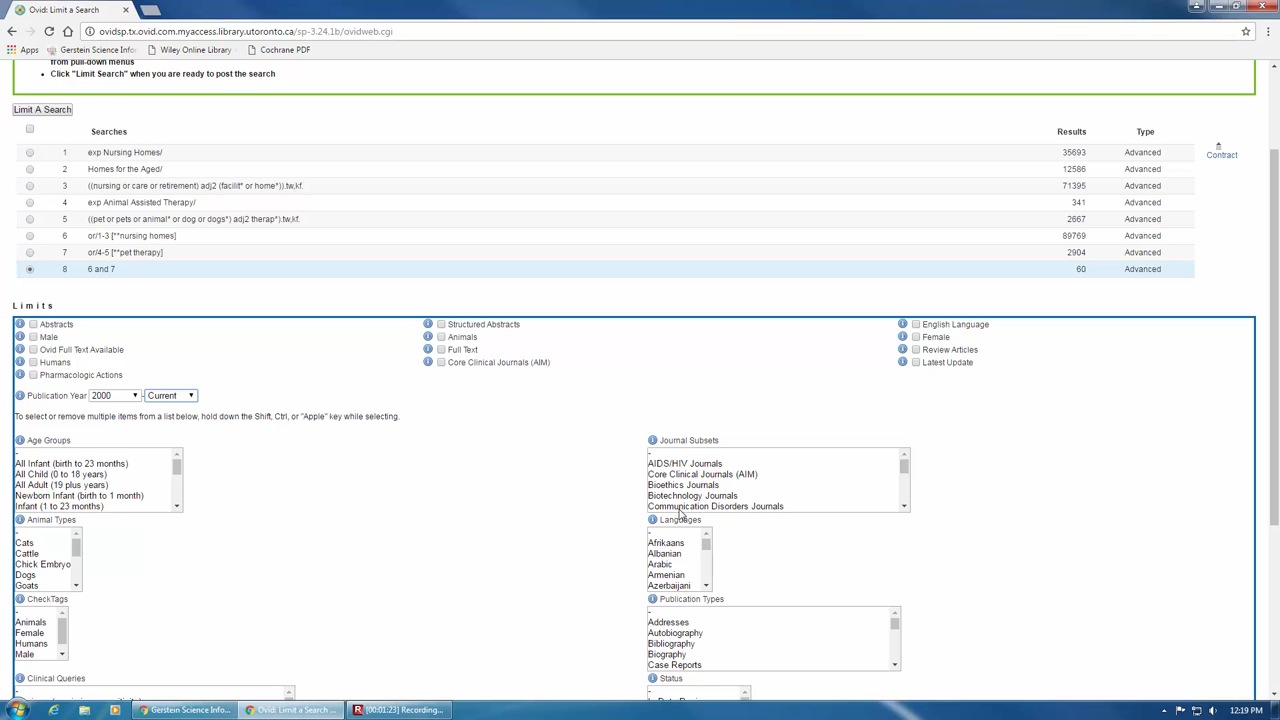 Ovid: Limit a Search
ovidsp.tx.ovid.com.myaccess.library.utoronto.ca/sp-3.24.1b/ovidweb.cgi
Apps Gerstein Science Info Wiley Online Library Cochrane PDF
from pull-down menus
Click "Limit Search" when you are ready to post the search
Limit A Search
Searches Results Type
1 exp Nursing Homes/ 35693 Advanced
Contract
2 Homes for the Aged/ 12586 Advanced
3 ((nursing or care or retirement) adj2 (facilit* or home*)).tw,kf. 71395 Advanced
4 exp Animal Assisted Therapy/ 341 Advanced
5 ((pet or pets or animal* or dog or dogs*) adj2 therap*).tw,kf. 2667 Advanced
6 or/1-3 [**nursing homes] 89769 Advanced
7 or/4-5 [**pet therapy] 2904 Advanced
8 6 and 7 60 Advanced
Limits
Abstracts Structured Abstracts English Language
Male Animals Female
Ovid Full Text Available Full Text Review Articles
Humans Core Clinical Journals (AIM) Latest Update
Pharmacologic Actions
Publication Year 2000 - Current
To select or remove multiple items from a list below, hold down the Shift, Ctrl, or "Apple" key while selecting.
Age Groups Journal Subsets
- -
All Infant (birth to 23 months) AIDS/HIV Journals
All Child (0 to 18 years) Core Clinical Journals (AIM)
All Adult (19 plus years) Bioethics Journals
Newborn Infant (birth to 1 month) Biotechnology Journals
Infant (1 to 23 months) Communication Disorders Journals
Animal Types Languages
- -
Cats Afrikaans
Cattle Albanian
Chick Embryo Arabic
Dogs Armenian
Goats Azerbaijani
CheckTags Publication Types
- -
Animals Addresses
Female Autobiography
Humans Bibliography
Male Biography
Case Reports
Clinical Queries Status
- -
Gerstein Science Info... Ovid: Limit a Search ... [00:01:23] Recording... 12:19 PM